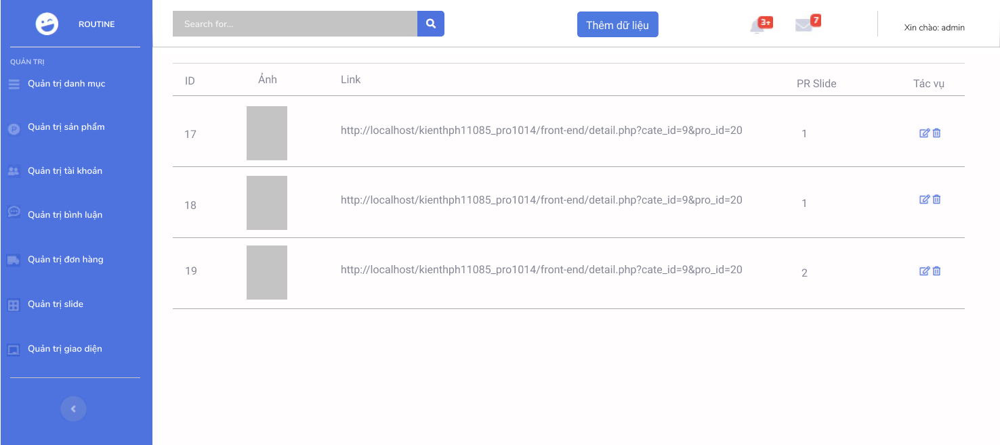 ROUTINE
Search for...
Thêm dữ liệu
3+
7
Xin chào: admin
QUẢN TRỊ
Quản trị danh mục
Quản trị sản phẩm
Quản trị tài khoản
Quản trị bình luận
Quản trị đơn hàng
Quản trị slide
Quản trị giao diện
ID Ảnh Link PR Slide Tác vụ
17 http://localhost/kienthph11085_pro1014/front-end/detail.php?cate_id=9&pro_id=20 1
18 http://localhost/kienthph11085_pro1014/front-end/detail.php?cate_id=9&pro_id=20 1
19 http://localhost/kienthph11085_pro1014/front-end/detail.php?cate_id=9&pro_id=20 2